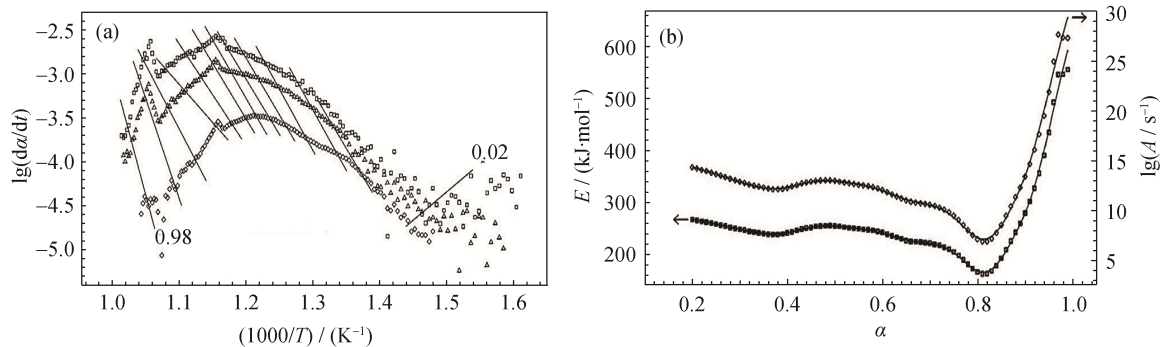 (a)
−2.5
−3.0
−3.5
−4.0
−4.5
−5.0
lg(dα/dt)
0.02
0.98
1.0 1.1 1.2 1.3 1.4 1.5 1.6
(1000/T) / (K⁻¹)
(b)
600
500
400
300
200
E / (kJ·mol⁻¹)
30
25
20
15
10
5
lg(A / s⁻¹)
0.2 0.4 0.6 0.8 1.0
α